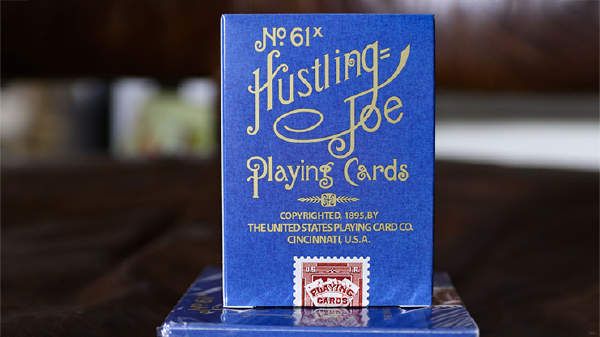 No 61x
Hustling=
Joe
Playing Cards
COPYRIGHTED, 1895, BY
THE UNITED STATES PLAYING CARD CO.
CINCINNATI, U.S.A.
PLAYING
CARDS